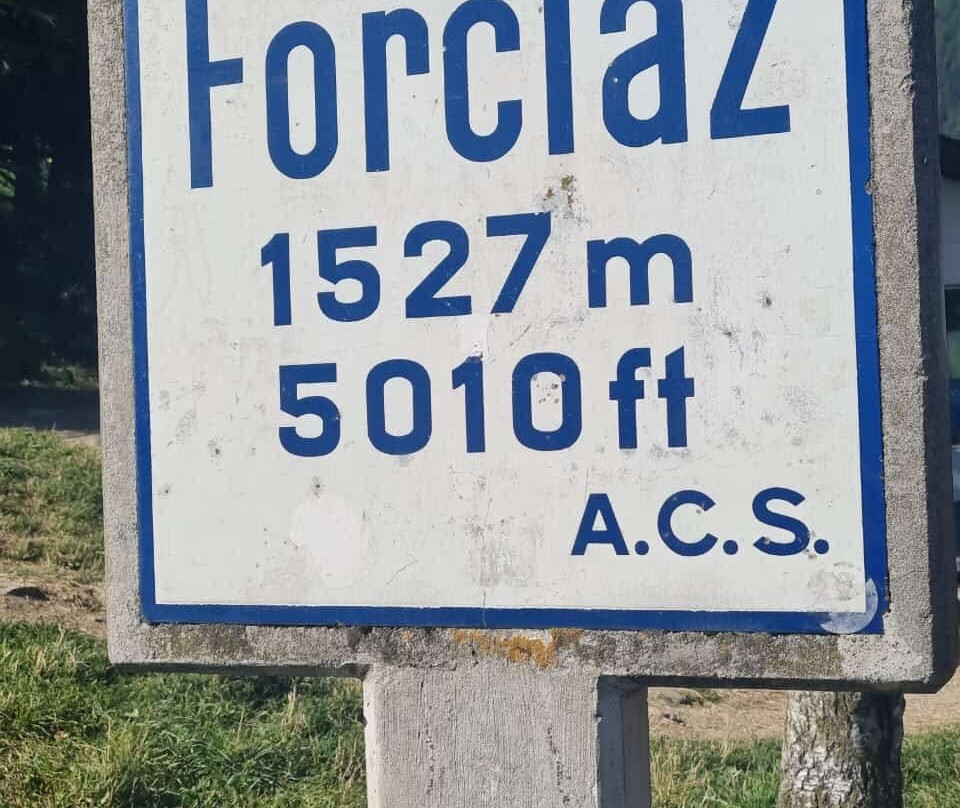 Forclaz
1527 m
5010 ft
A.C.S.